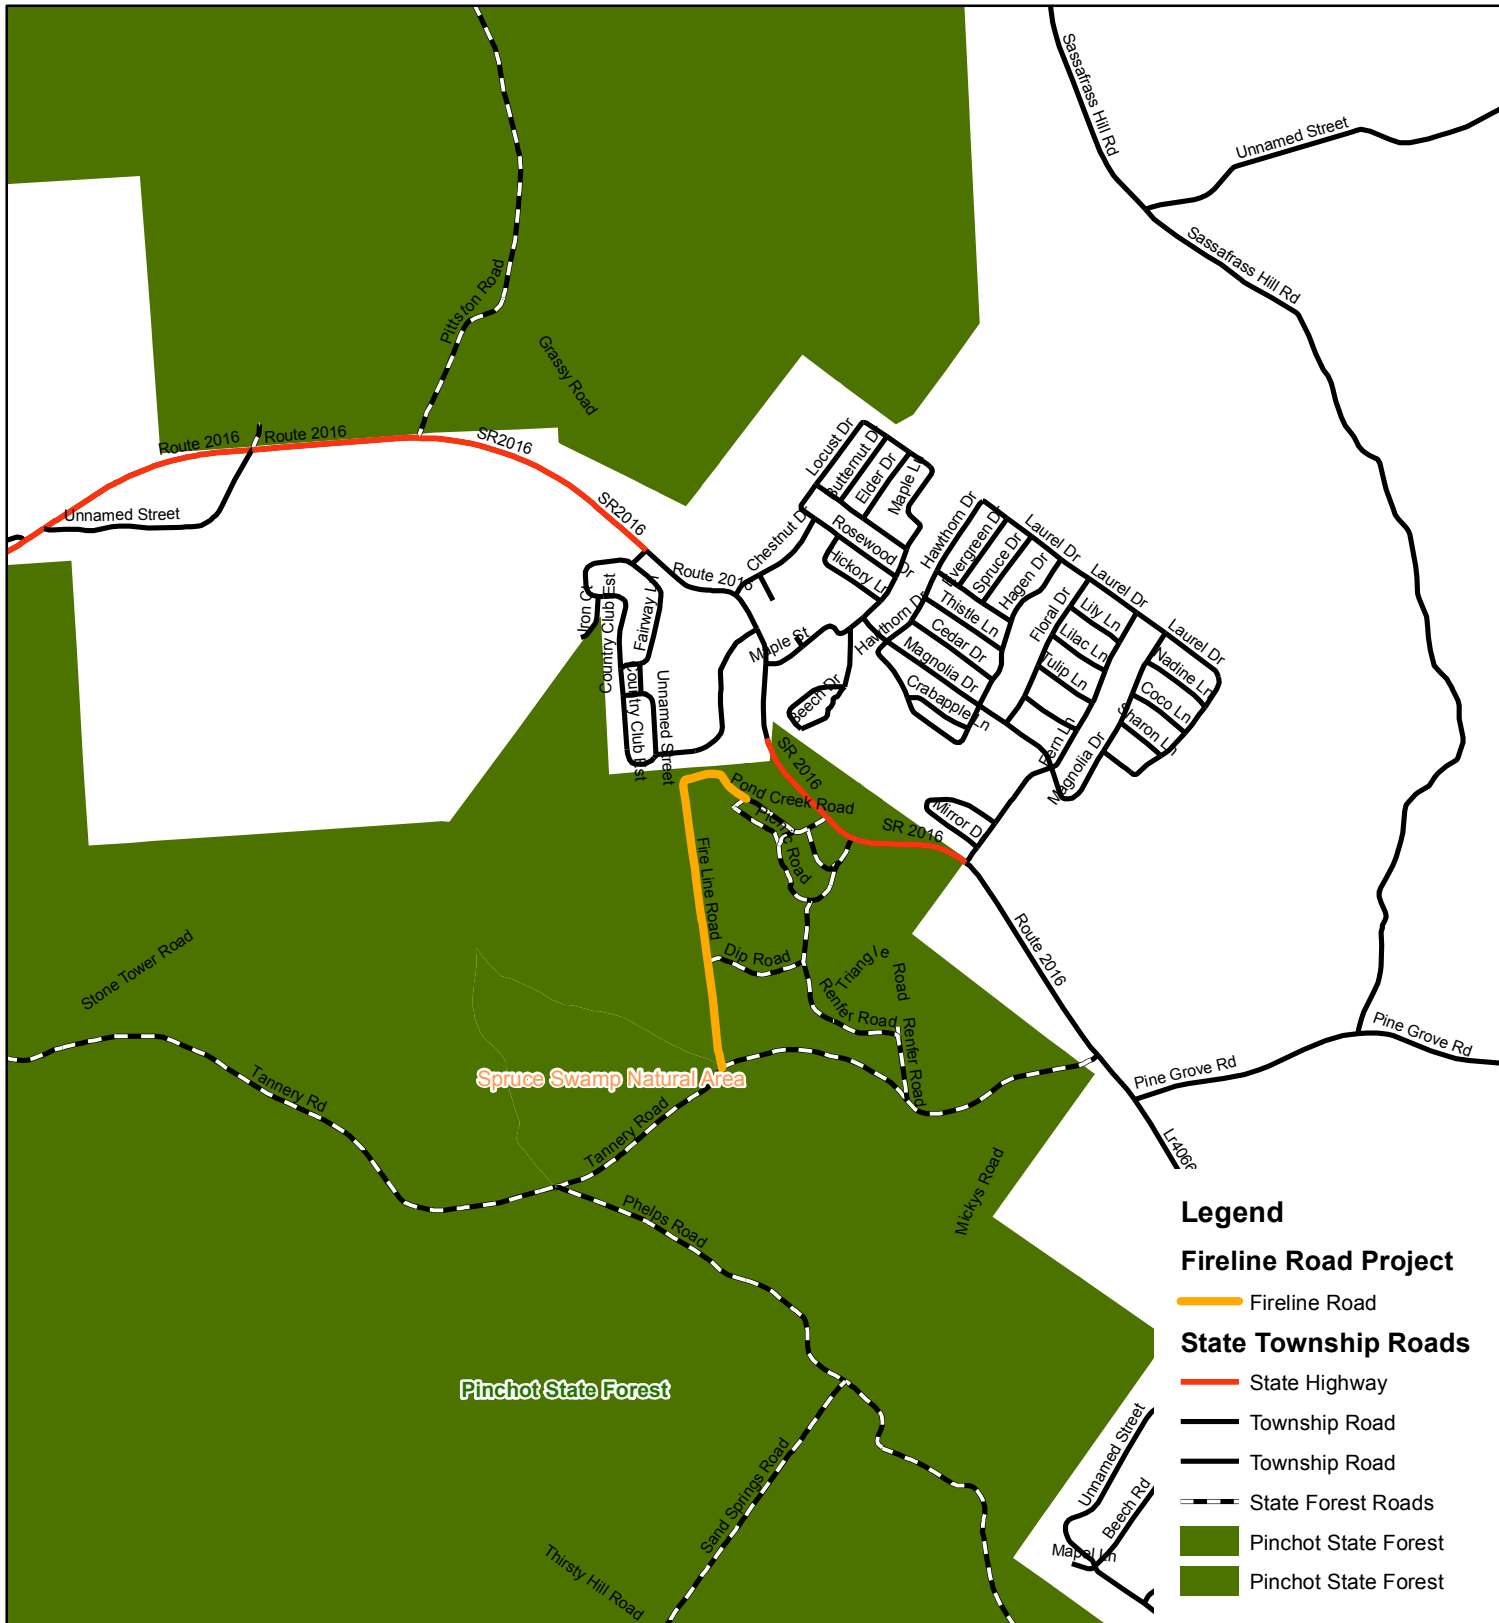 Sassafrass Hill Rd
Unnamed Street
Sassafrass Hill Rd
Pittston Road
Grassy Road
Route 2016
Route 2016
SR2016
SR2016
Unnamed Street
Route 2016
Locust Dr
Butternut Dr
Elder Dr
Maple Ln
Chestnut Dr
Rosewood Dr
Hickory Ln
Hawthorn Dr
Evergreen Dr
Spruce Dr
Hagen Dr
Laurel Dr
Laurel Dr
Laurel Dr
Iron Ct
Country Club Est
Fairway Ln
Country Club Est
Unnamed Street
Maple St
Beech Dr
Hawthorn Dr
Thistle Ln
Cedar Dr
Magnolia Dr
Crabapple Ln
Floral Dr
Lily Ln
Lilac Ln
Tulip Ln
Fern Ln
Magnolia Dr
Nadine Ln
Coco Ln
Sharon Ln
SR 2016
Pond Creek Road
Picnic Road
SR 2016
Mirror D
Fire Line Road
Dip Road
Triangle Road
Renfer Road
Renfer Road
Route 2016
Stone Tower Road
Tannery Rd
Spruce Swamp Natural Area
Tannery Road
Pine Grove Rd
Pine Grove Rd
Lr4066
Phelps Road
Mickys Road
Pinchot State Forest
Sand Springs Road
Thirsty Hill Road
Unnamed Street
Beech Rd
Mapel Ln
Legend
Fireline Road Project
Fireline Road
State Township Roads
State Highway
Township Road
Township Road
State Forest Roads
Pinchot State Forest
Pinchot State Forest